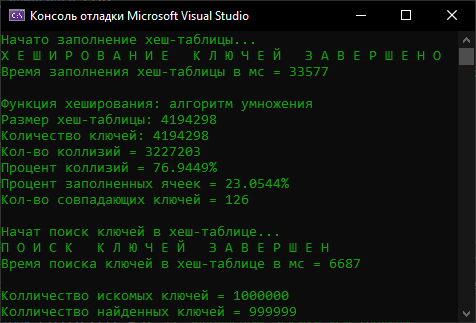 Консоль отладки Microsoft Visual Studio
Начато заполнение хеш-таблицы...
Х Е Ш И Р О В А Н И Е   К Л Ю Ч Е Й   З А В Е Р Ш Е Н О
Время заполнения хеш-таблицы в мс = 33577
Функция хеширования: алгоритм умножения
Размер хеш-таблицы: 4194298
Количество ключей: 4194298
Кол-во коллизий = 3227203
Процент коллизий = 76.9449%
Процент заполненных ячеек = 23.0544%
Кол-во совпадающих ключей = 126
Начат поиск ключей в хеш-таблице...
П О И С К   К Л Ю Ч Е Й   З А В Е Р Ш Е Н
Время поиска ключей в хеш-таблице в мс = 6687
Колличество искомых ключей = 1000000
Колличество найденных ключей = 999999